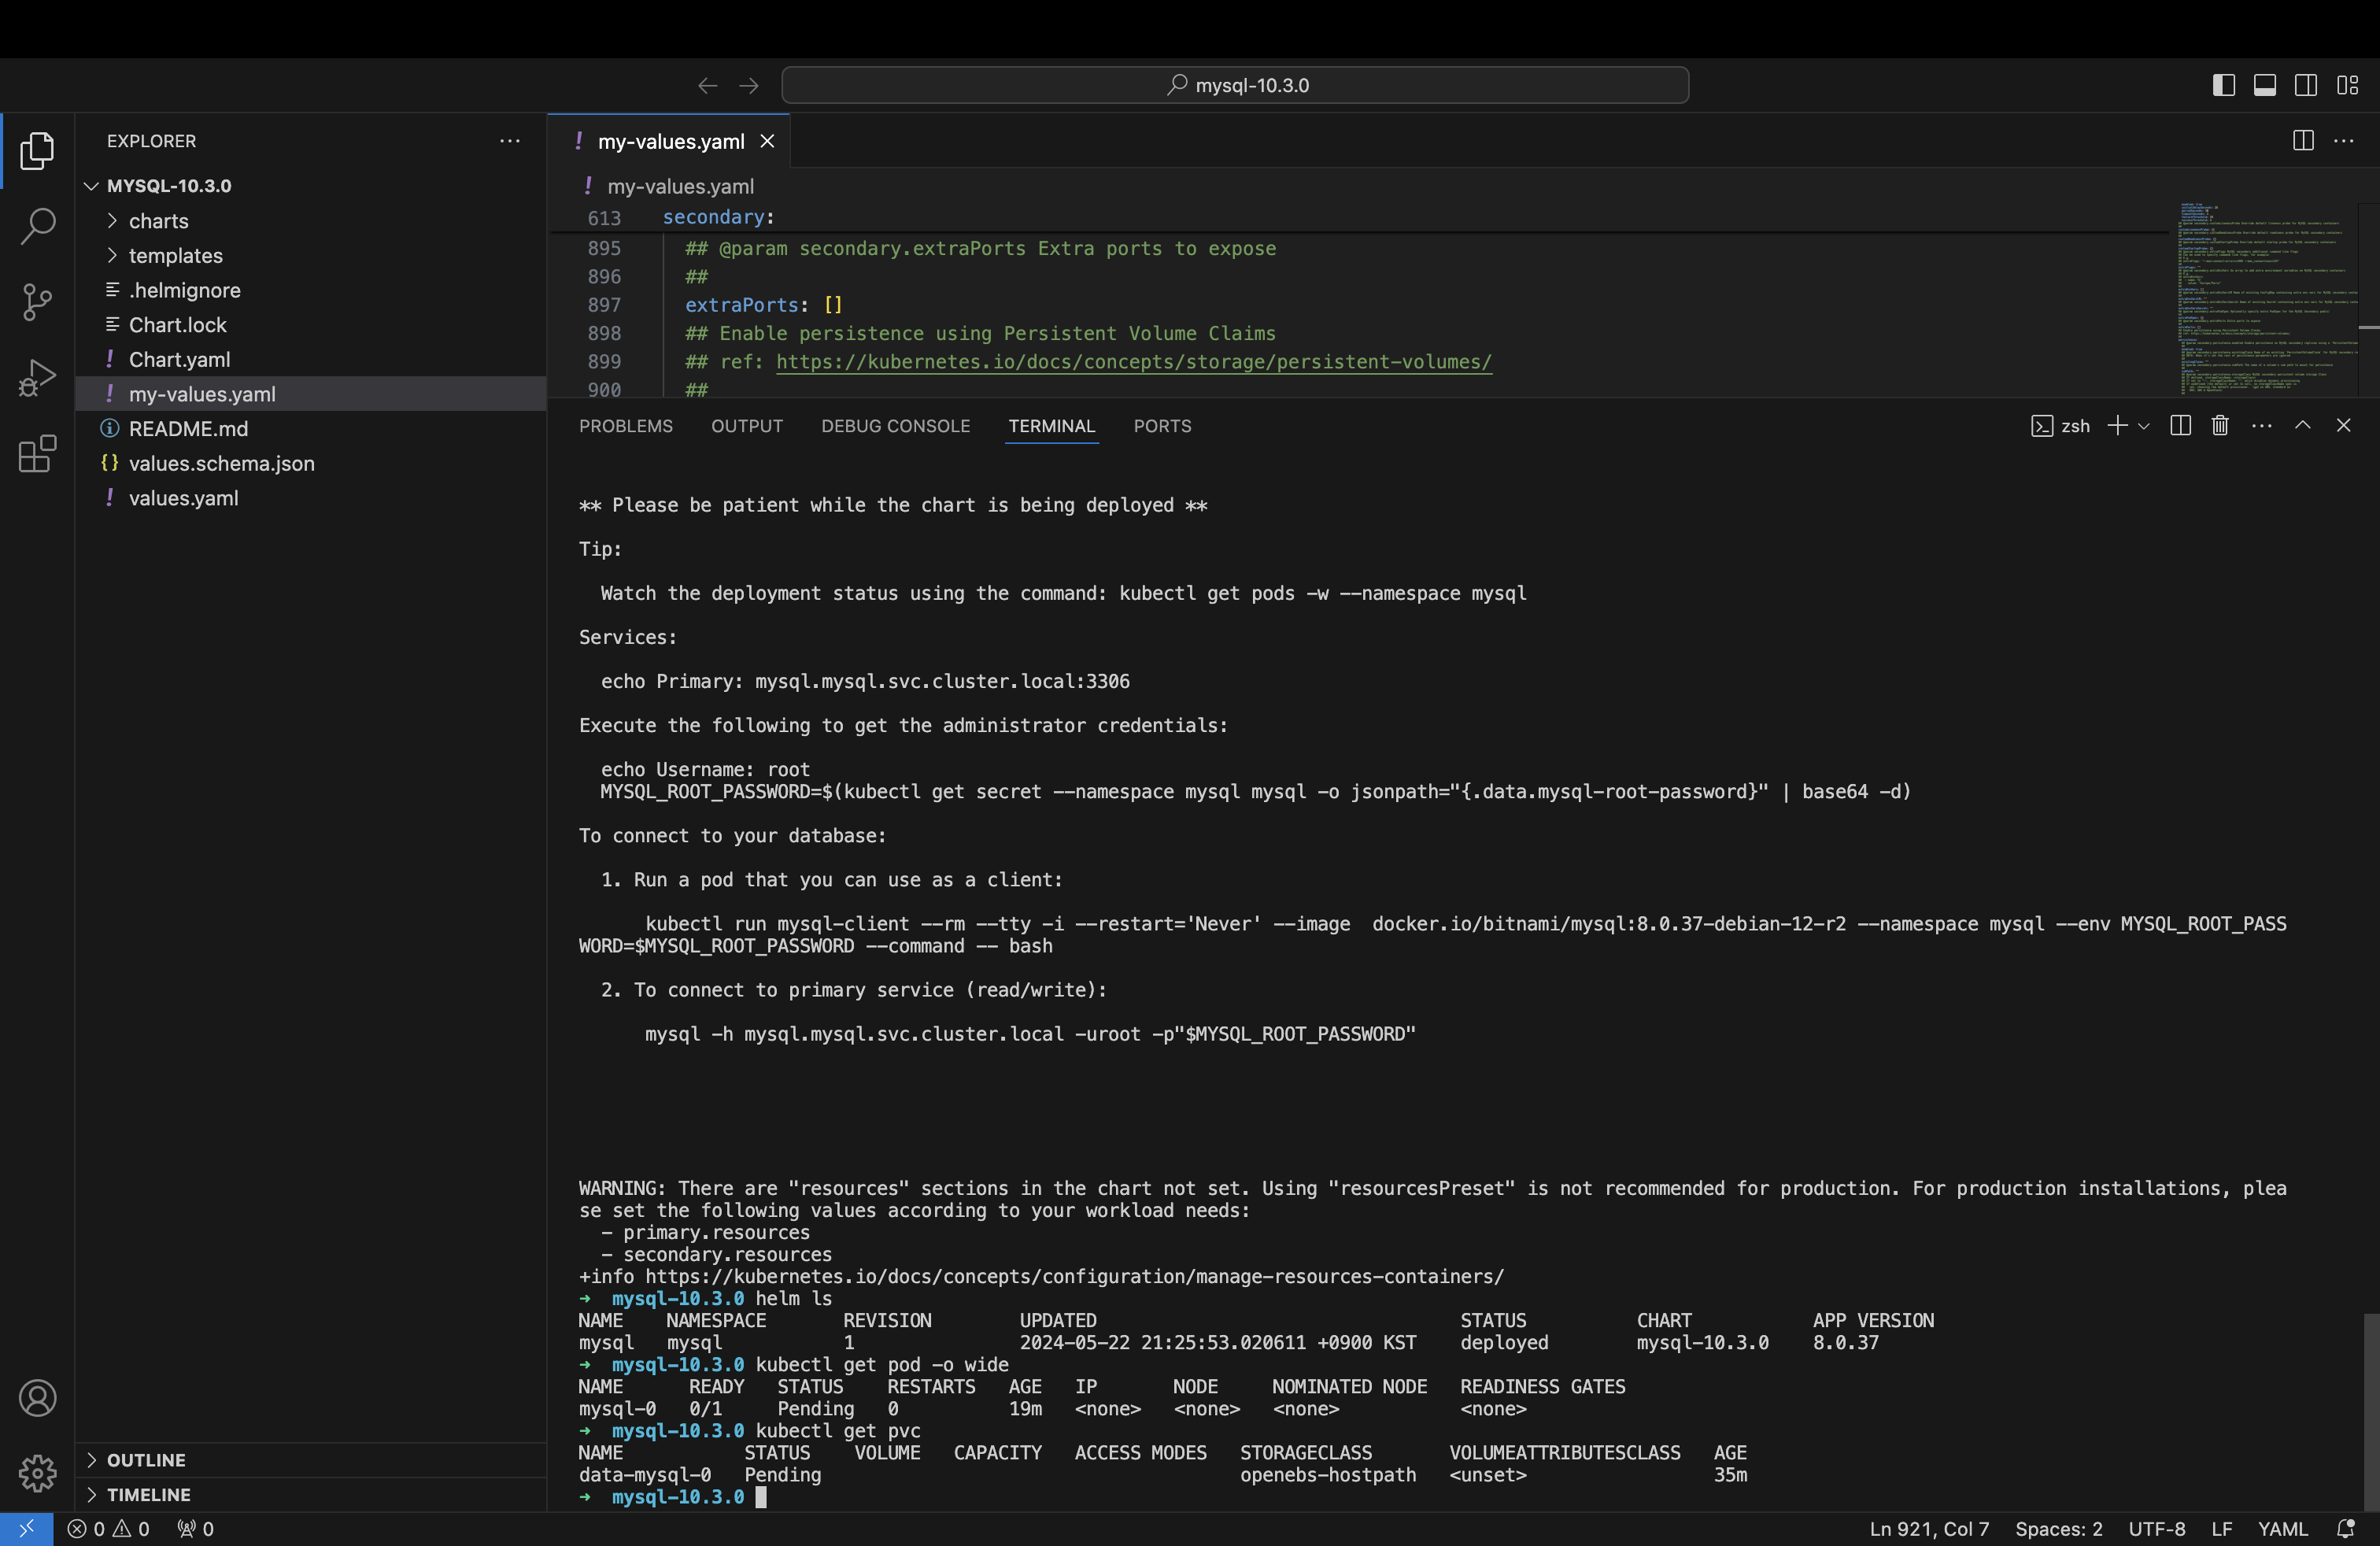 mysql-10.3.0
EXPLORER
MYSQL-10.3.0
charts
templates
.helmignore
Chart.lock
Chart.yaml
my-values.yaml
README.md
values.schema.json
values.yaml
OUTLINE
TIMELINE
my-values.yaml
my-values.yaml
613 secondary:
895 ## @param secondary.extraPorts Extra ports to expose
896 ##
897 extraPorts: []
898 ## Enable persistence using Persistent Volume Claims
899 ## ref: https://kubernetes.io/docs/concepts/storage/persistent-volumes/
900 ##
PROBLEMS OUTPUT DEBUG CONSOLE TERMINAL PORTS
zsh
** Please be patient while the chart is being deployed **
Tip:
Watch the deployment status using the command: kubectl get pods -w --namespace mysql
Services:
echo Primary: mysql.mysql.svc.cluster.local:3306
Execute the following to get the administrator credentials:
echo Username: root
MYSQL_ROOT_PASSWORD=$(kubectl get secret --namespace mysql mysql -o jsonpath="{.data.mysql-root-password}" | base64 -d)
To connect to your database:
1. Run a pod that you can use as a client:
kubectl run mysql-client --rm --tty -i --restart='Never' --image  docker.io/bitnami/mysql:8.0.37-debian-12-r2 --namespace mysql --env MYSQL_ROOT_PASS
WORD=$MYSQL_ROOT_PASSWORD --command -- bash
2. To connect to primary service (read/write):
mysql -h mysql.mysql.svc.cluster.local -uroot -p"$MYSQL_ROOT_PASSWORD"
WARNING: There are "resources" sections in the chart not set. Using "resourcesPreset" is not recommended for production. For production installations, plea
se set the following values according to your workload needs:
- primary.resources
- secondary.resources
+info https://kubernetes.io/docs/concepts/configuration/manage-resources-containers/
➜ mysql-10.3.0 helm ls
NAME NAMESPACE REVISION UPDATED STATUS CHART APP VERSION
mysql mysql 1 2024-05-22 21:25:53.020611 +0900 KST deployed mysql-10.3.0 8.0.37
➜ mysql-10.3.0 kubectl get pod -o wide
NAME READY STATUS RESTARTS AGE IP NODE NOMINATED NODE READINESS GATES
mysql-0 0/1 Pending 0 19m <none> <none> <none> <none>
➜ mysql-10.3.0 kubectl get pvc
NAME STATUS VOLUME CAPACITY ACCESS MODES STORAGECLASS VOLUMEATTRIBUTESCLASS AGE
data-mysql-0 Pending openebs-hostpath <unset> 35m
➜ mysql-10.3.0
0 0 0 Ln 921, Col 7 Spaces: 2 UTF-8 LF YAML